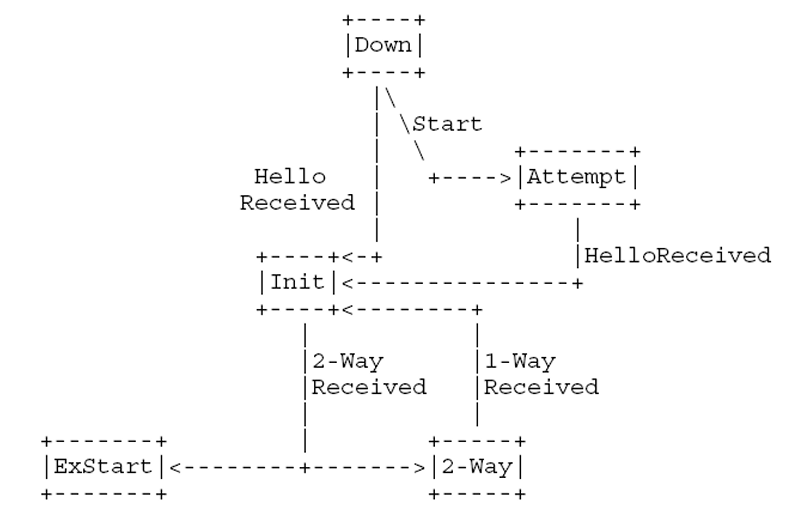 Down
Start
Attempt
Hello
Received
HelloReceived
Init
2-Way
Received
1-Way
Received
ExStart
2-Way